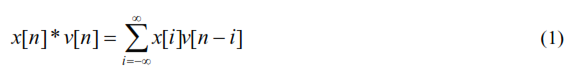 x[n]*v[n] = ∑_{i=-∞}^{∞} x[i]v[n-i] (1)